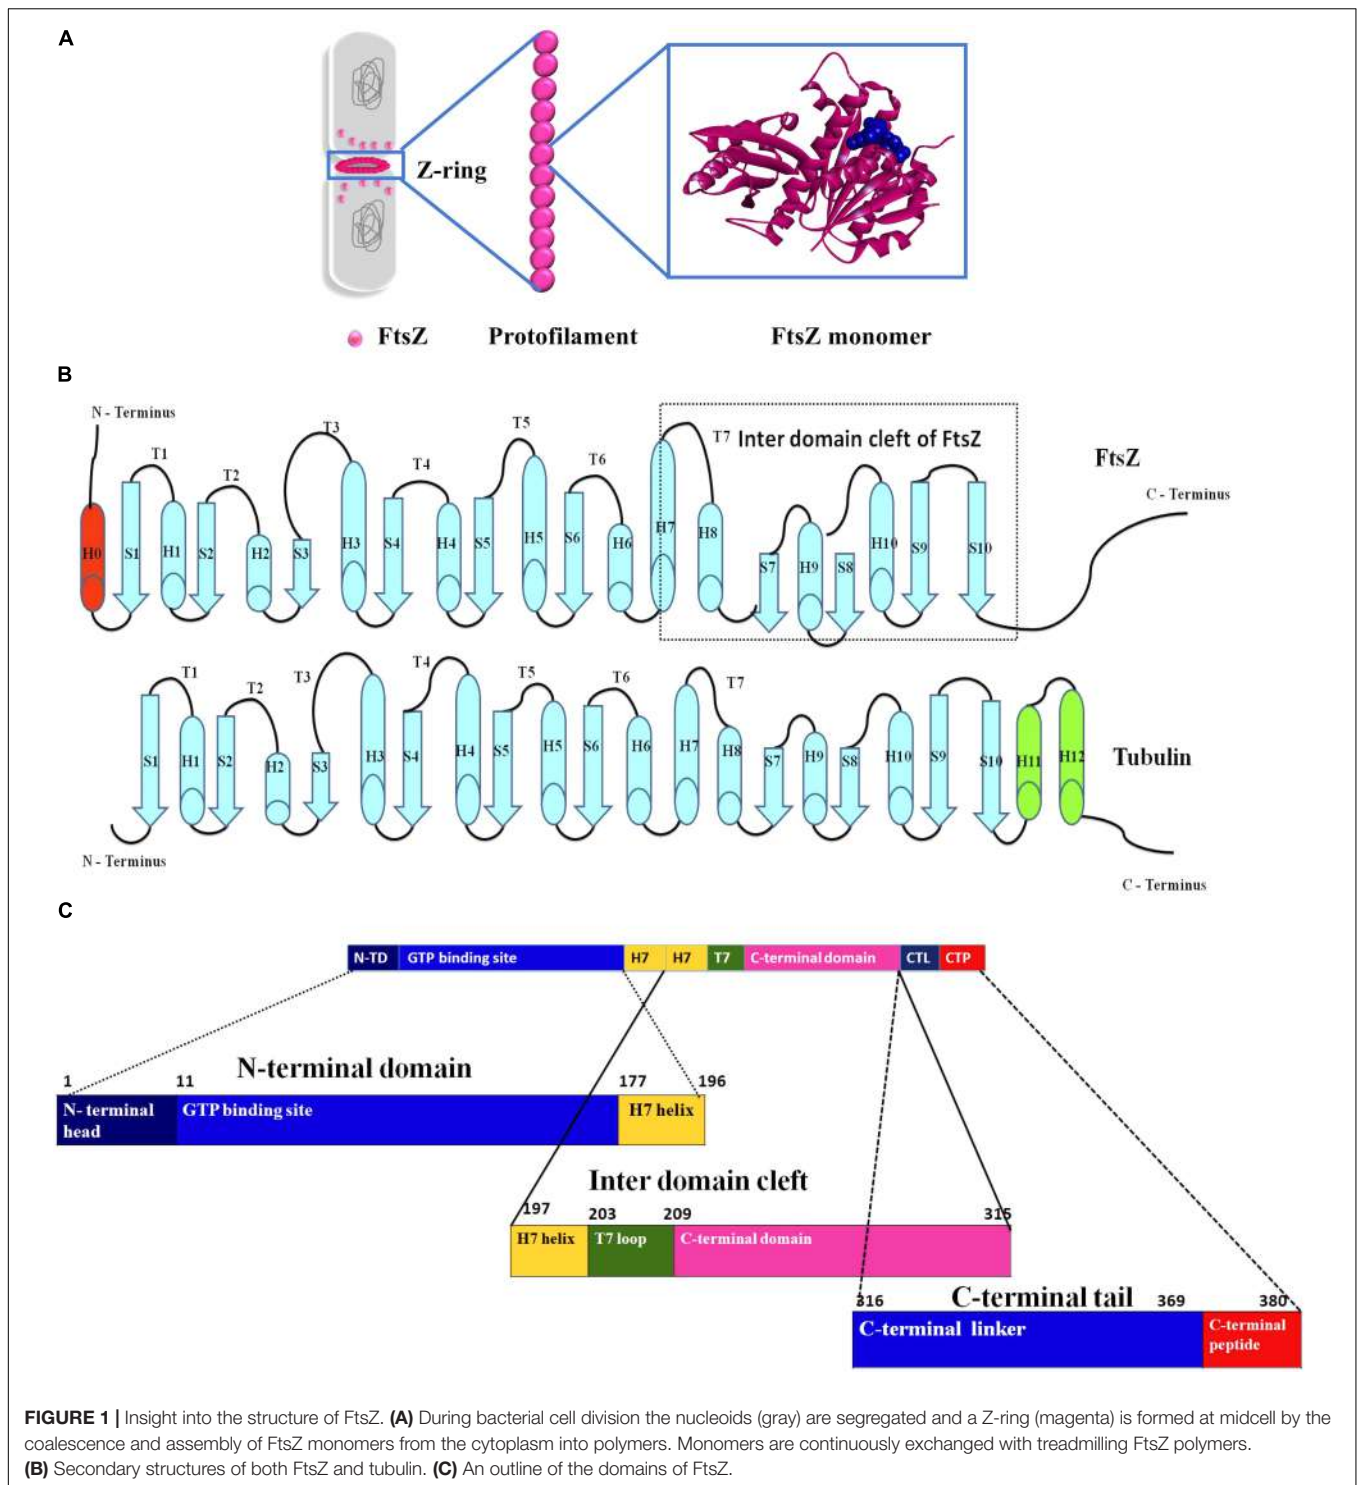 A
Z-ring
FtsZ
Protofilament
FtsZ monomer
B
N - Terminus
T1
T2
T3
T4
T5
T6
T7
Inter domain cleft of FtsZ
FtsZ
C - Terminus
H0
S1
H1
S2
H2
S3
H3
S4
H4
S5
H5
S6
H6
H7
H8
S7
H9
S8
H10
S9
S10
T1
T2
T3
T4
T5
T6
T7
S1
H1
S2
H2
S3
H3
S4
H4
S5
H5
S6
H6
H7
H8
S7
H9
S8
H10
S9
S10
H11
H12
Tubulin
N - Terminus
C - Terminus
C
N-TD GTP binding site H7 H7 T7 C-terminal domain CTL CTP
N-terminal domain
1 11 177 196
N- terminal
head
GTP binding site
H7 helix
Inter domain cleft
197 203 209 315
H7 helix T7 loop C-terminal domain
C-terminal tail
316 369 380
C-terminal linker
C-terminal
peptide
FIGURE 1 | Insight into the structure of FtsZ. (A) During bacterial cell division the nucleoids (gray) are segregated and a Z-ring (magenta) is formed at midcell by the
coalescence and assembly of FtsZ monomers from the cytoplasm into polymers. Monomers are continuously exchanged with treadmilling FtsZ polymers.
(B) Secondary structures of both FtsZ and tubulin. (C) An outline of the domains of FtsZ.